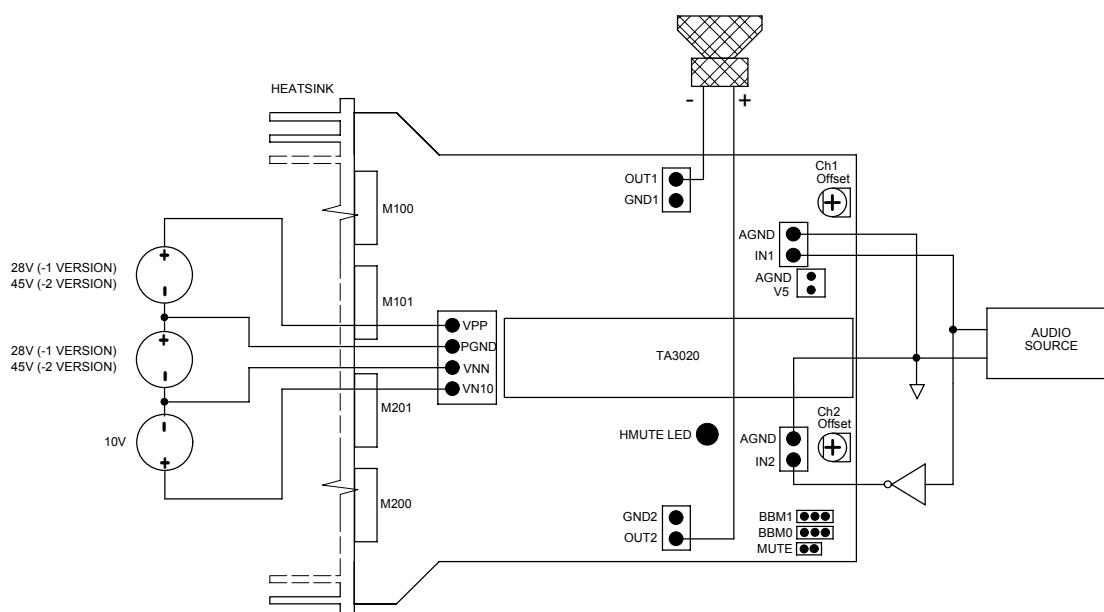 HEATSINK
- +
OUT1
GND1
Ch1
Offset
M100
AGND
IN1
+
28V (-1 VERSION)
45V (-2 VERSION)
-
M101
AGND
V5
VPP
PGND
VNN
VN10
TA3020
AUDIO
SOURCE
+
28V (-1 VERSION)
45V (-2 VERSION)
-
M201
Ch2
Offset
-
10V
+
HMUTE LED
AGND
IN2
M200
GND2
OUT2
BBM1
BBM0
MUTE